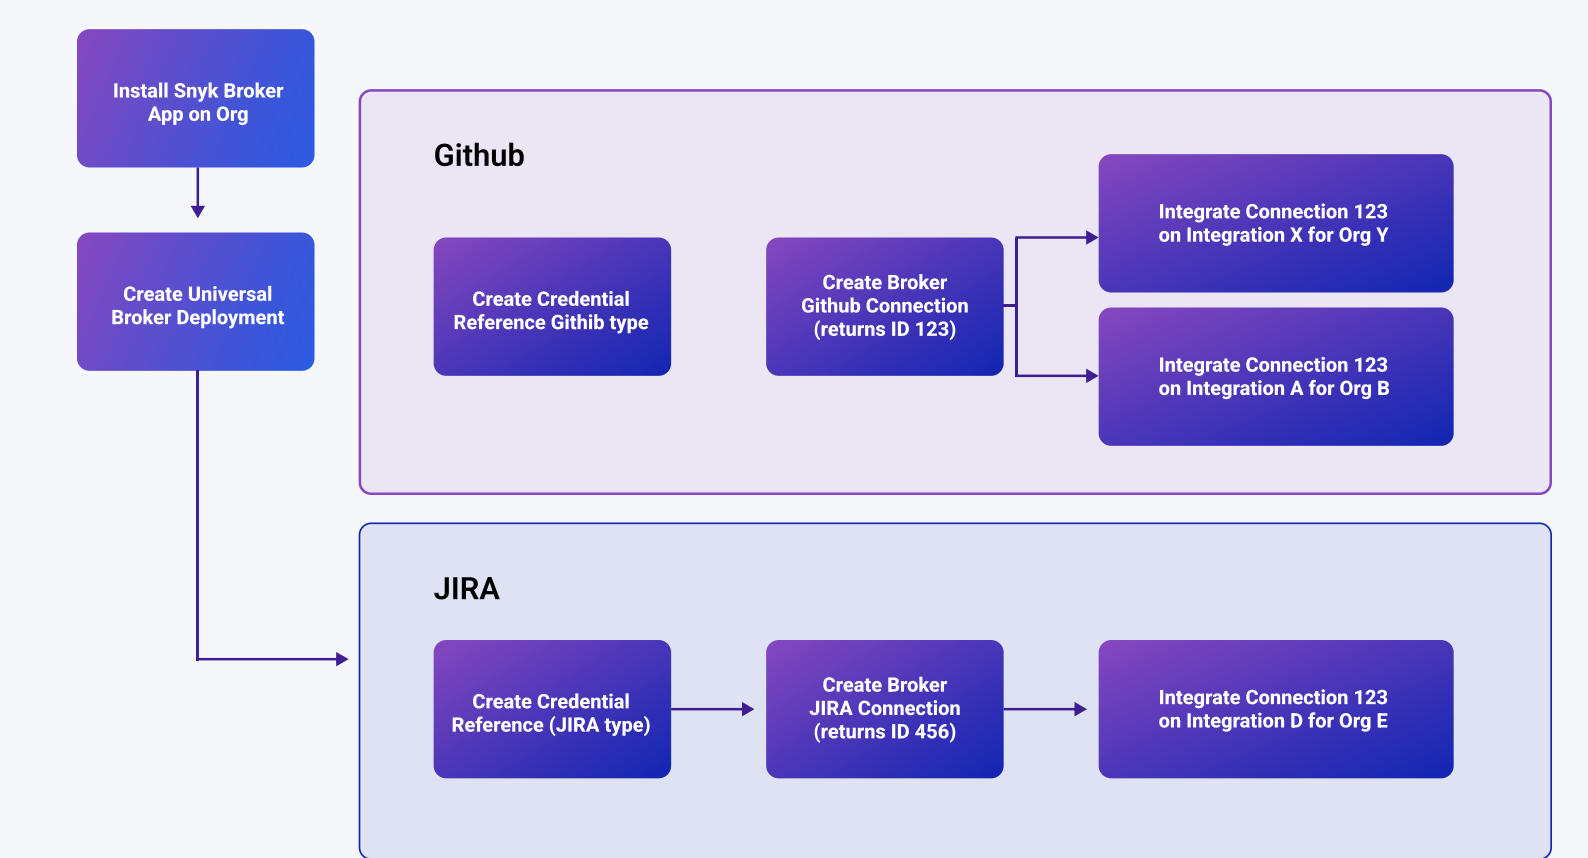 Install Snyk Broker
App on Org
Create Universal
Broker Deployment
Github
Create Credential
Reference Githib type
Create Broker
Github Connection
(returns ID 123)
Integrate Connection 123
on Integration X for Org Y
Integrate Connection 123
on Integration A for Org B
JIRA
Create Credential
Reference (JIRA type)
Create Broker
JIRA Connection
(returns ID 456)
Integrate Connection 123
on Integration D for Org E